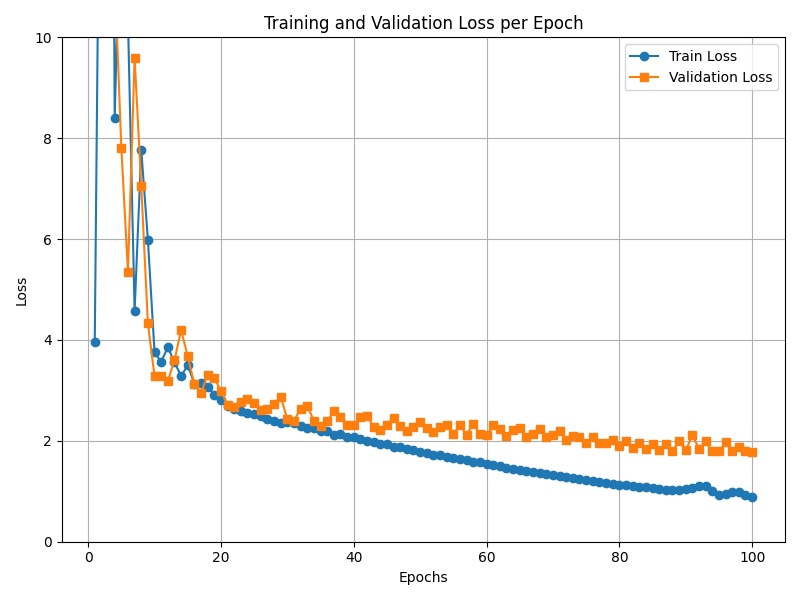 Training and Validation Loss per Epoch
10
8
6
4
2
0
Loss
Train Loss
Validation Loss
0 20 40 60 80 100
Epochs